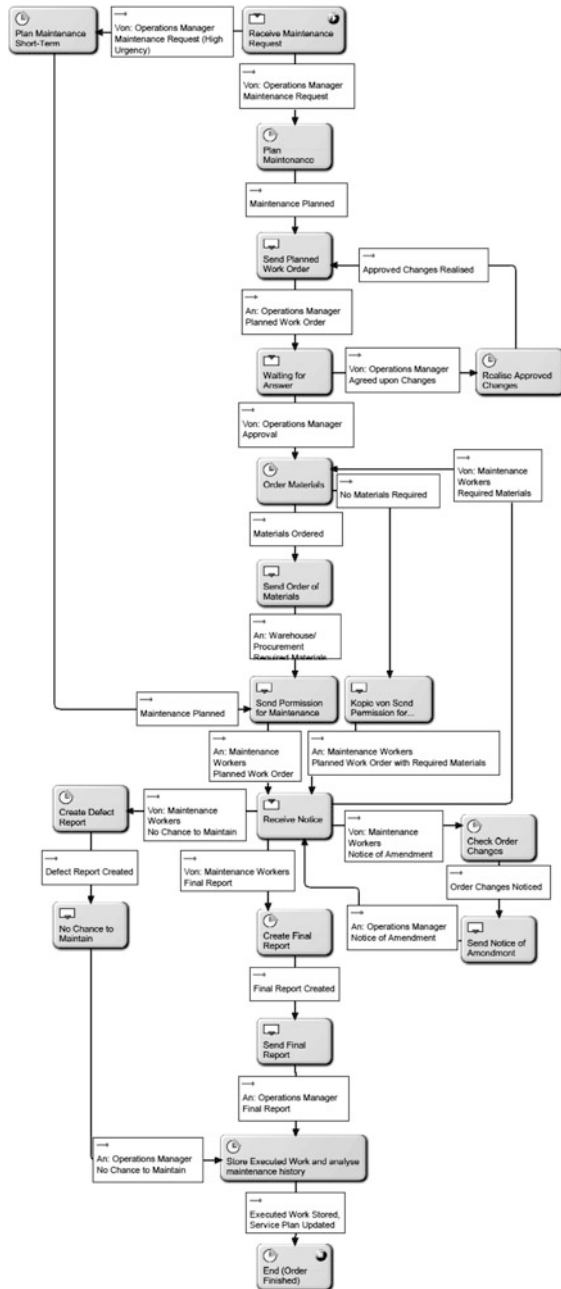 Plan Maintenance
Short-Term
Von: Operations Manager
Maintenance Request (High
Urgency)
Receive Maintenance
Request
Von: Operations Manager
Maintenance Request
Plan
Maintenance
Maintenance Planned
Send Planned
Work Order
Approved Changes Realised
An: Operations Manager
Planned Work Order
Waiting for
Answer
Von: Operations Manager
Agreed upon Changes
Realise Approved
Changes
Von: Operations Manager
Approval
Order Materials
Von: Maintenance
Workers
Required Materials
No Materials Required
Materials Ordered
Send Order of
Materials
An: Warehouse/
Procurement
Required Materials
Maintenance Planned
Send Permission
for Maintenance
Kopie von Send
Permission for...
An: Maintenance
Workers
Planned Work Order
An: Maintenance Workers
Planned Work Order with Required Materials
Create Defect
Report
Von: Maintenance
Workers
No Chance to Maintain
Receive Notice
Von: Maintenance
Workers
Notice of Amendment
Check Order
Changes
Defect Report Created
Von: Maintenance Workers
Final Report
Order Changes Noticed
No Chance to
Maintain
Create Final
Report
An: Operations Manager
Notice of Amendment
Send Notice of
Amendment
Final Report Created
Send Final
Report
An: Operations Manager
Final Report
An: Operations Manager
No Chance to Maintain
Store Executed Work and analyse
maintenance history
Executed Work Stored,
Service Plan Updated
End (Order
Finished)